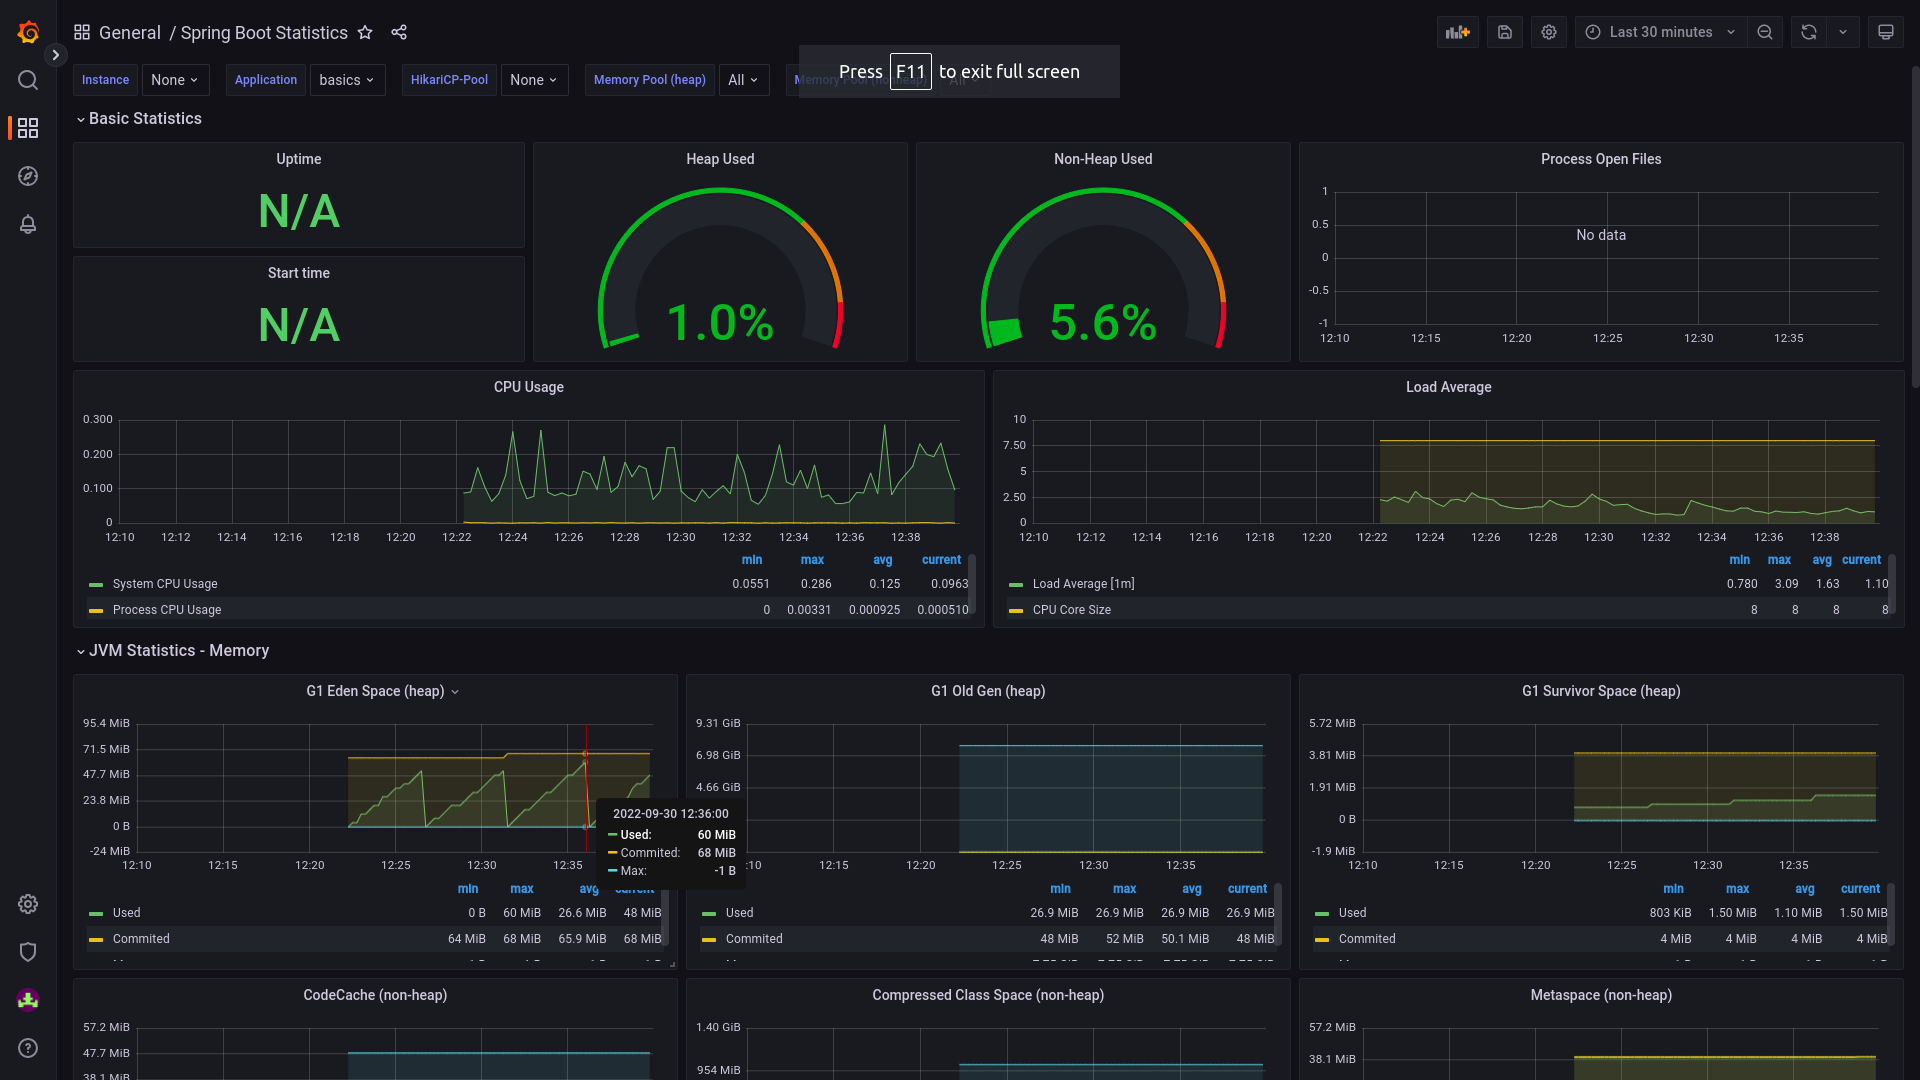 General / Spring Boot Statistics
Last 30 minutes
Press F11 to exit full screen
Instance None Application basics HikariCP-Pool None Memory Pool (heap) All
Basic Statistics
Uptime
N/A
Start time
N/A
Heap Used
1.0%
Non-Heap Used
5.6%
Process Open Files
1
0.5
0
-0.5
-1
No data
12:10 12:15 12:20 12:25 12:30 12:35
CPU Usage
0.300
0.200
0.100
0
12:10 12:12 12:14 12:16 12:18 12:20 12:22 12:24 12:26 12:28 12:30 12:32 12:34 12:36 12:38
min max avg current
System CPU Usage 0.0551 0.286 0.125 0.0963
Process CPU Usage 0 0.00331 0.000925 0.000510
Load Average
10
7.50
5
2.50
0
12:10 12:12 12:14 12:16 12:18 12:20 12:22 12:24 12:26 12:28 12:30 12:32 12:34 12:36 12:38
min max avg current
Load Average [1m] 0.780 3.09 1.63 1.10
CPU Core Size 8 8 8 8
JVM Statistics - Memory
G1 Eden Space (heap)
95.4 MiB
71.5 MiB
47.7 MiB
23.8 MiB
0 B
-24 MiB
12:10 12:15 12:20 12:25 12:30 12:35
2022-09-30 12:36:00
Used: 60 MiB
Commited: 68 MiB
Max: -1 B
min max avg current
Used 0 B 60 MiB 26.6 MiB 48 MiB
Commited 64 MiB 68 MiB 65.9 MiB 68 MiB
G1 Old Gen (heap)
9.31 GiB
6.98 GiB
4.66 GiB
:10 12:15 12:20 12:25 12:30 12:35
min max avg current
Used 26.9 MiB 26.9 MiB 26.9 MiB 26.9 MiB
Commited 48 MiB 52 MiB 50.1 MiB 48 MiB
G1 Survivor Space (heap)
5.72 MiB
3.81 MiB
1.91 MiB
0 B
-1.9 MiB
12:10 12:15 12:20 12:25 12:30 12:35
min max avg current
Used 803 KiB 1.50 MiB 1.10 MiB 1.50 MiB
Commited 4 MiB 4 MiB 4 MiB 4 MiB
CodeCache (non-heap)
57.2 MiB
47.7 MiB
38.1 MiB
Compressed Class Space (non-heap)
1.40 GiB
954 MiB
Metaspace (non-heap)
57.2 MiB
38.1 MiB